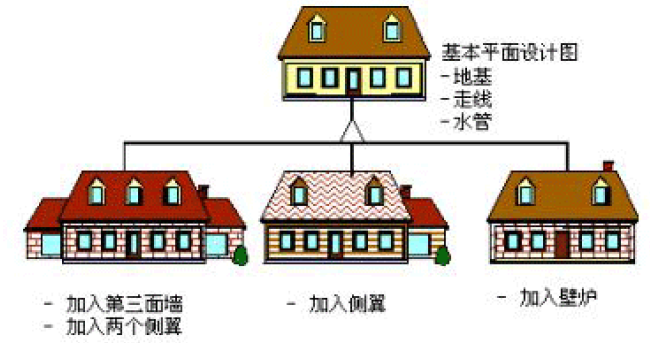 基本平面设计图
- 地基
- 走线
- 水管
- 加入第三面墙
- 加入两个侧翼
- 加入侧翼
- 加入壁炉